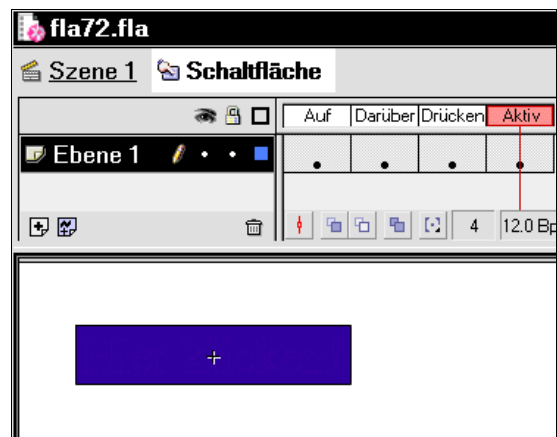 fla72.fla
Szene 1 Schaltfläche
Auf Darüber Drücken Aktiv
Ebene 1
4 12.0 Bp